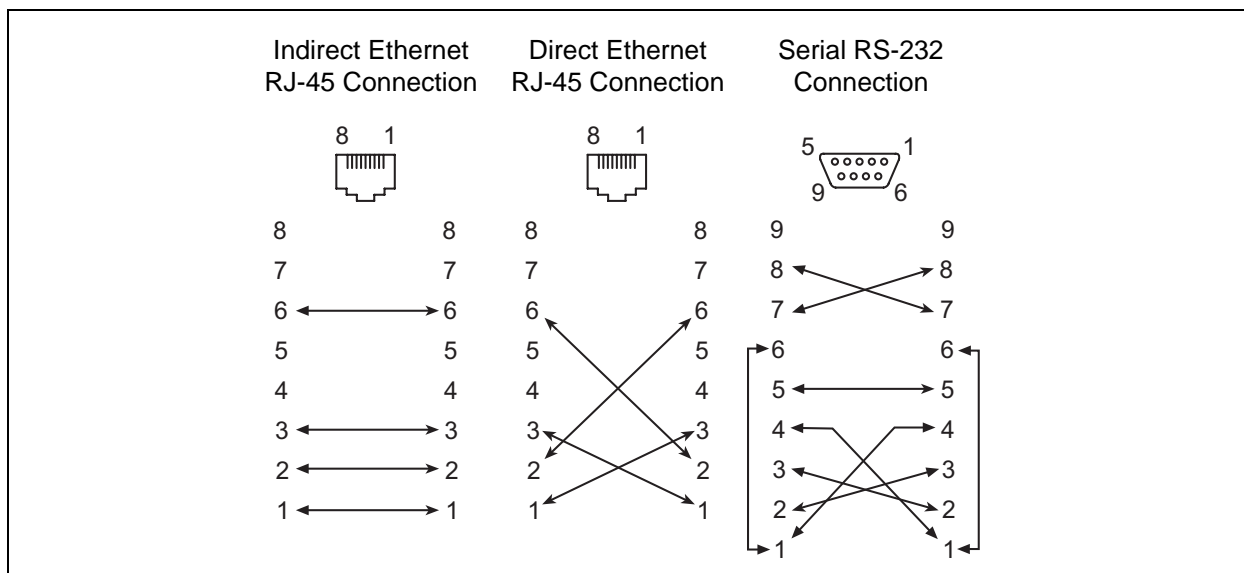 Indirect Ethernet Direct Ethernet Serial RS-232
RJ-45 Connection RJ-45 Connection Connection
8 1 8 1 5 1
9 6
8 8 8 8 9 9
7 7 7 7 8 8
6 6 6 6 7 7
5 5 5 5 6 6
4 4 4 4 5 5
3 3 3 3 4 4
2 2 2 2 3 3
1 1 1 1 2 2
1 1